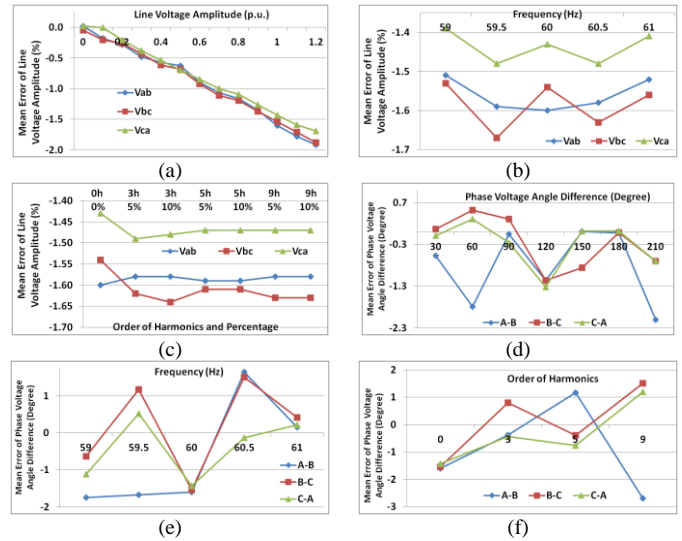 Line Voltage Amplitude (p.u.)
0.0
-0.5
-1.0
-1.5
-2.0
0 0.2 0.4 0.6 0.8 1 1.2
Mean Error of Line
Voltage Amplitude (%)
Vab
Vbc
Vca
(a)
Frequency (Hz)
59 59.5 60 60.5 61
-1.4
-1.5
-1.6
-1.7
Mean Error of Line
Voltage Amplitude (%)
Vab Vbc Vca
(b)
0h 3h 3h 5h 5h 9h 9h
0% 5% 10% 5% 10% 5% 10%
-1.40
-1.45
-1.50
-1.55
-1.60
-1.65
-1.70
Mean Error of Line
Voltage Amplitude (%)
Vab Vbc Vca
Order of Harmonics and Percentage
(c)
Phase Voltage Angle Difference (Degree)
0.7
-0.3
-1.3
-2.3
30 60 90 120 150 180 210
Mean Error of Phase Voltage
Angle Difference (Degree)
A-B B-C C-A
(d)
Frequency (Hz)
1
0
-1
-2
59 59.5 60 60.5 61
Mean Error of Phase Voltage
Angle Difference (Degree)
A-B
B-C
C-A
(e)
Order of Harmonics
2
1
0
-1
-2
-3
0 3 5 9
Mean Error of Phase Voltage
Angle Difference (Degree)
A-B B-C C-A
(f)